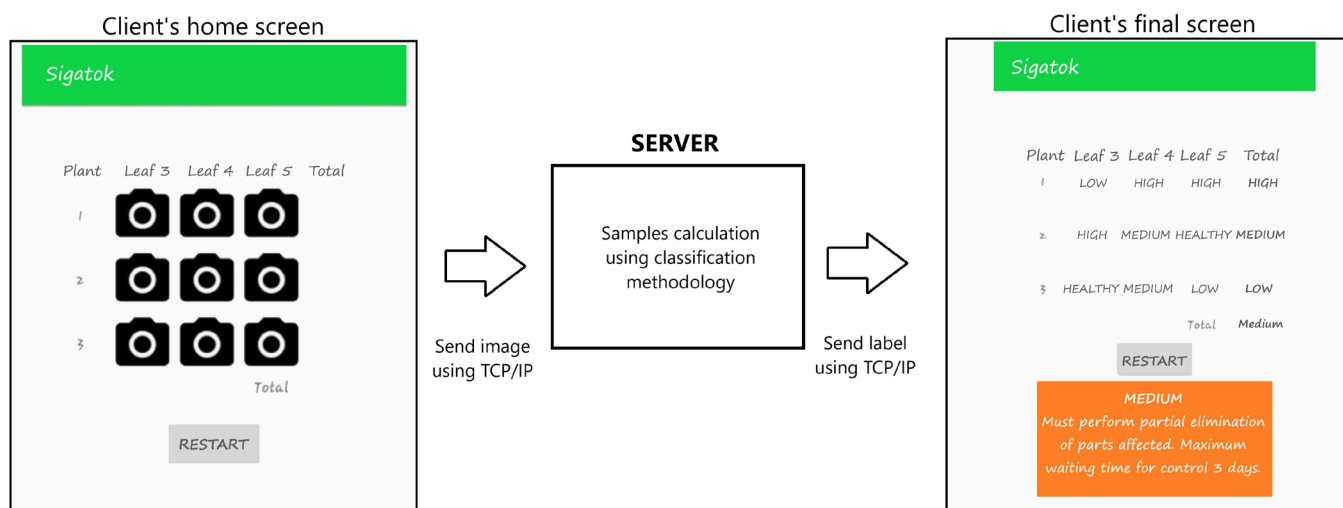 Client's home screen
Sigatok
Plant Leaf 3 Leaf 4 Leaf 5 Total
1
2
3
Total
RESTART
Send image
using TCP/IP
SERVER
Samples calculation
using classification
methodology
Send label
using TCP/IP
Client's final screen
Sigatok
Plant Leaf 3 Leaf 4 Leaf 5 Total
1 LOW HIGH HIGH HIGH
2 HIGH MEDIUM HEALTHY MEDIUM
3 HEALTHY MEDIUM LOW LOW
Total Medium
RESTART
MEDIUM
Must perform partial elimination
of parts affected. Maximum
waiting time for control 3 days.